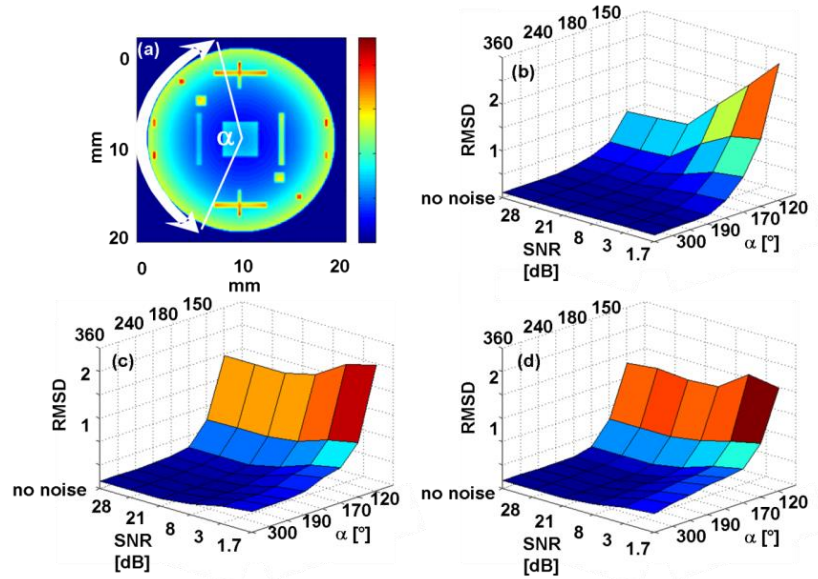 (a)
0
10
20
mm
α
0 10 20
mm
(b)
360 240 180 150
RMSD
2
1
no noise
28 21 8 3 1.7
SNR
[dB]
300 190 170 120
α [°]
(c)
360 240 180 150
RMSD
2
1
no noise
28 21 8 3 1.7
SNR
[dB]
300 190 170 120
α [°]
(d)
360 240 180 150
RMSD
2
1
no noise
28 21 8 3 1.7
SNR
[dB]
300 190 170 120
α [°]